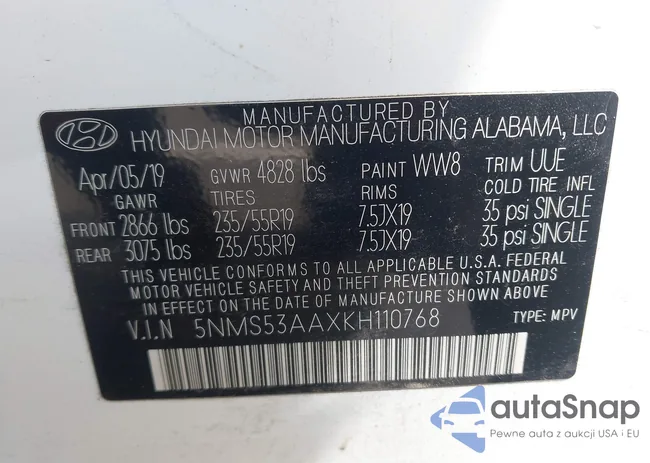 MANUFACTURED BY
HYUNDAI MOTOR MANUFACTURING ALABAMA, LLC
Apr/05/19 GVWR 4828 lbs PAINT WW8 TRIM UUE
GAWR TIRES RIMS COLD TIRE INFL
FRONT 2866 lbs 235/55R19 7.5JX19 35 psi SINGLE
REAR 3075 lbs 235/55R19 7.5JX19 35 psi SINGLE
THIS VEHICLE CONFORMS TO ALL APPLICABLE U.S.A. FEDERAL
MOTOR VEHICLE SAFETY AND THEFT PREVENTION STANDARDS
IN EFFECT ON THE DATE OF MANUFACTURE SHOWN ABOVE.
V.I.N 5NMS53AAXKH110768 TYPE: MPV
autaSnap
Pewne auta z aukcji USA i EU